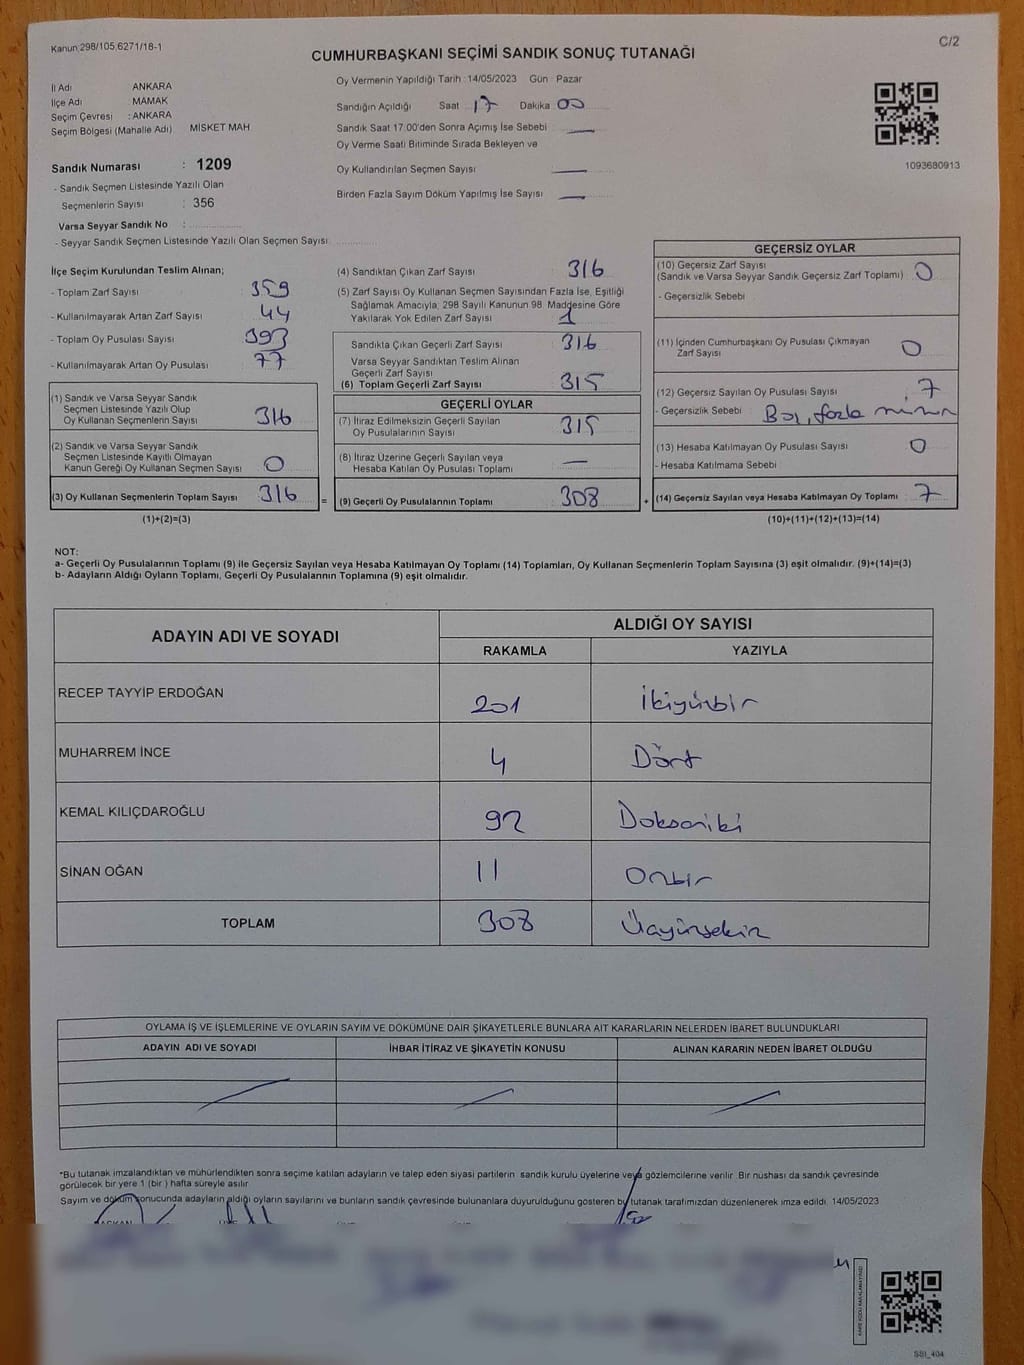 Kanun 298/105,6271/18-1
C/2
CUMHURBAŞKANI SEÇİMİ SANDIK SONUÇ TUTANAĞI
İl Adı ANKARA
İlçe Adı MAMAK
Seçim Çevresi : ANKARA
Seçim Bölgesi (Mahalle Adı) MİSKET MAH
Sandık Numarası : 1209
- Sandık Seçmen Listesinde Yazılı Olan
Seçmenlerin Sayısı : 356
Varsa Seyyar Sandık No :
- Seyyar Sandık Seçmen Listesinde Yazılı Olan Seçmen Sayısı
Oy Vermenin Yapıldığı Tarih : 14/05/2023 Gün : Pazar
Sandığın Açıldığı Saat 17 Dakika 00
Sandık Saat 17:00'den Sonra Açımış İse Sebebi —
Oy Verme Saati Bitiminde Sırada Bekleyen ve
Oy Kullandırılan Seçmen Sayısı —
Birden Fazla Sayım Döküm Yapılmış İse Sayısı —
1093680913
İlçe Seçim Kurulundan Teslim Alınan;
- Toplam Zarf Sayısı 359
- Kullanılmayarak Artan Zarf Sayısı 44
- Toplam Oy Pusulası Sayısı 393
- Kullanılmayarak Artan Oy Pusulası 77
(1) Sandık ve Varsa Seyyar Sandık
Seçmen Listesinde Yazılı Olup
Oy Kullanan Seçmenlerın Sayısı 316
(2) Sandık ve Varsa Seyyar Sandık
Seçmen Listesinde Kayıtlı Olmayan
Kanun Gereği Oy Kullanan Seçmen Sayısı 0
(3) Oy Kullanan Seçmenlerin Toplam Sayısı 316 =
(1)+(2)=(3)
(4) Sandıktan Çıkan Zarf Sayısı 316
(5) Zarf Sayısı Oy Kullanan Seçmen Sayısından Fazla İse, Eşitliği
Sağlamak Amacıyla, 298 Sayılı Kanunun 98. Maddesine Göre
Yakılarak Yok Edilen Zarf Sayısı 1
Sandıkta Çıkan Geçerli Zarf Sayısı 316
Varsa Seyyar Sandıktan Teslim Alınan
Geçerli Zarf Sayısı
(6) Toplam Geçerli Zarf Sayısı 315
GEÇERLİ OYLAR
(7) İtiraz Edilmeksizin Geçerli Sayılan
Oy Pusulalarının Sayısı 315
(8) İtiraz Üzerine Geçerli Sayılan veya
Hesaba Katılan Oy Pusulası Toplamı —
(9) Geçerli Oy Pusulalarının Toplamı 308 +
GEÇERSİZ OYLAR
(10) Geçersiz Zarf Sayısı
(Sandık ve Varsa Seyyar Sandık Geçersiz Zarf Toplamı) 0
- Geçersizlik Sebebi
(11) İçinden Cumhurbaşkanı Oy Pusulası Çıkmayan
Zarf Sayısı 0
(12) Geçersiz Sayılan Oy Pusulası Sayısı 7
- Geçersizlik Sebebi Boş, fazla
(13) Hesaba Katılmayan Oy Pusulası Sayısı 0
- Hesaba Katılmama Sebebi
(14) Geçersiz Sayılan veya Hesaba Katılmayan Oy Toplamı 7
(10)+(11)+(12)+(13)=(14)
NOT:
a- Geçerli Oy Pusulalarının Toplamı (9) ile Geçersiz Sayılan veya Hesaba Katılmayan Oy Toplamı (14) Toplamları, Oy Kullanan Seçmenlerin Toplam Sayısına (3) eşit olmalıdır. (9)+(14)=(3)
b- Adayların Aldığı Oyların Toplamı, Geçerli Oy Pusulalarının Toplamına (9) eşit olmalıdır.
ADAYIN ADI VE SOYADI ALDIĞI OY SAYISI
RAKAMLA YAZIYLA
RECEP TAYYİP ERDOĞAN 201 İkiyüzbir
MUHARREM İNCE 4 Dört
KEMAL KILIÇDAROĞLU 92 Doksaniki
SİNAN OĞAN 11 Onbir
TOPLAM 308 Üçyüzsekiz
OYLAMA İŞ VE İŞLEMLERİNE VE OYLARIN SAYIM VE DÖKÜMÜNE DAİR ŞİKAYETLERLE BUNLARA AİT KARARLARIN NELERDEN İBARET BULUNDUKLARI
ADAYIN ADI VE SOYADI İHBAR İTİRAZ VE ŞİKAYETİN KONUSU ALINAN KARARIN NEDEN İBARET OLDUĞU
*Bu tutanak imzalandıktan ve mühürlendikten sonra seçime katılan adayların ve talep eden siyasi partilerin sandık kurulu üyelerine veya gözlemcilerine verilir. Bir nüshası da sandık çevresinde
görülecek bir yere 1 (bir) hafta süreyle asılır.
Sayım ve döküm sonucunda adayların aldığı oyların sayılarını ve bunların sandık çevresinde bulunanlara duyurulduğunu gösteren bu tutanak tarafımızdan düzenlenerek imza edildi. 14/05/2023
SSI_404